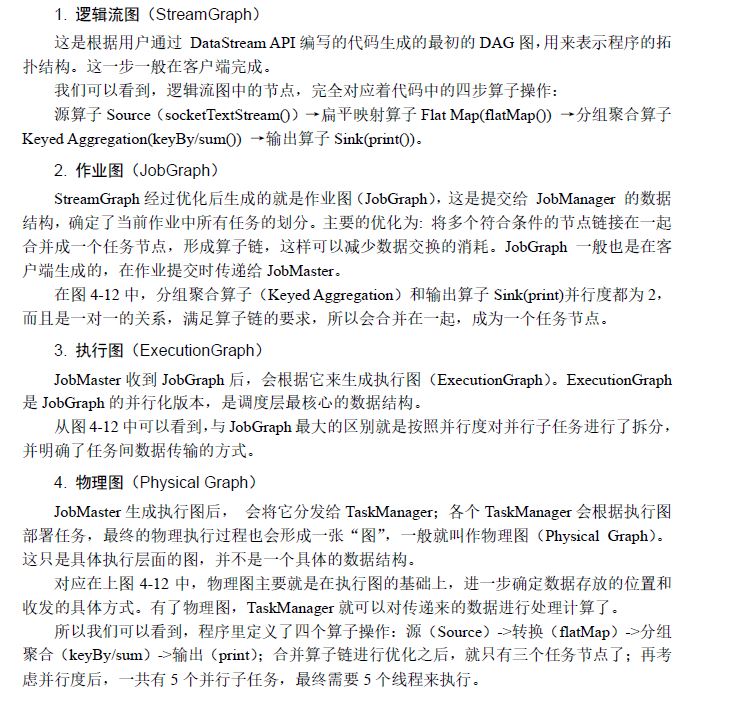 1. 逻辑流图（StreamGraph）
这是根据用户通过 DataStream API 编写的代码生成的最初的 DAG 图，用来表示程序的拓
扑结构。这一步一般在客户端完成。
我们可以看到，逻辑流图中的节点，完全对应着代码中的四步算子操作：
源算子 Source（socketTextStream()）→扁平映射算子 Flat Map(flatMap()) →分组聚合算子
Keyed Aggregation(keyBy/sum()) →输出算子 Sink(print())。
2. 作业图（JobGraph）
StreamGraph 经过优化后生成的就是作业图（JobGraph），这是提交给 JobManager 的数据
结构，确定了当前作业中所有任务的划分。主要的优化为: 将多个符合条件的节点链接在一起
合并成一个任务节点，形成算子链，这样可以减少数据交换的消耗。JobGraph 一般也是在客
户端生成的，在作业提交时传递给 JobMaster。
在图 4-12 中，分组聚合算子（Keyed Aggregation）和输出算子 Sink(print)并行度都为 2，
而且是一对一的关系，满足算子链的要求，所以会合并在一起，成为一个任务节点。
3. 执行图（ExecutionGraph）
JobMaster 收到 JobGraph 后，会根据它来生成执行图（ExecutionGraph）。ExecutionGraph
是 JobGraph 的并行化版本，是调度层最核心的数据结构。
从图 4-12 中可以看到，与 JobGraph 最大的区别就是按照并行度对并行子任务进行了拆分，
并明确了任务间数据传输的方式。
4. 物理图（Physical Graph）
JobMaster 生成执行图后， 会将它分发给 TaskManager；各个 TaskManager 会根据执行图
部署任务，最终的物理执行过程也会形成一张“图”，一般就叫作物理图（Physical Graph）。
这只是具体执行层面的图，并不是一个具体的数据结构。
对应在上图 4-12 中，物理图主要就是在执行图的基础上，进一步确定数据存放的位置和
收发的具体方式。有了物理图，TaskManager 就可以对传递来的数据进行处理计算了。
所以我们可以看到，程序里定义了四个算子操作：源（Source）->转换（flatMap）->分组
聚合（keyBy/sum）->输出（print）；合并算子链进行优化之后，就只有三个任务节点了；再考
虑并行度后，一共有 5 个并行子任务，最终需要 5 个线程来执行。